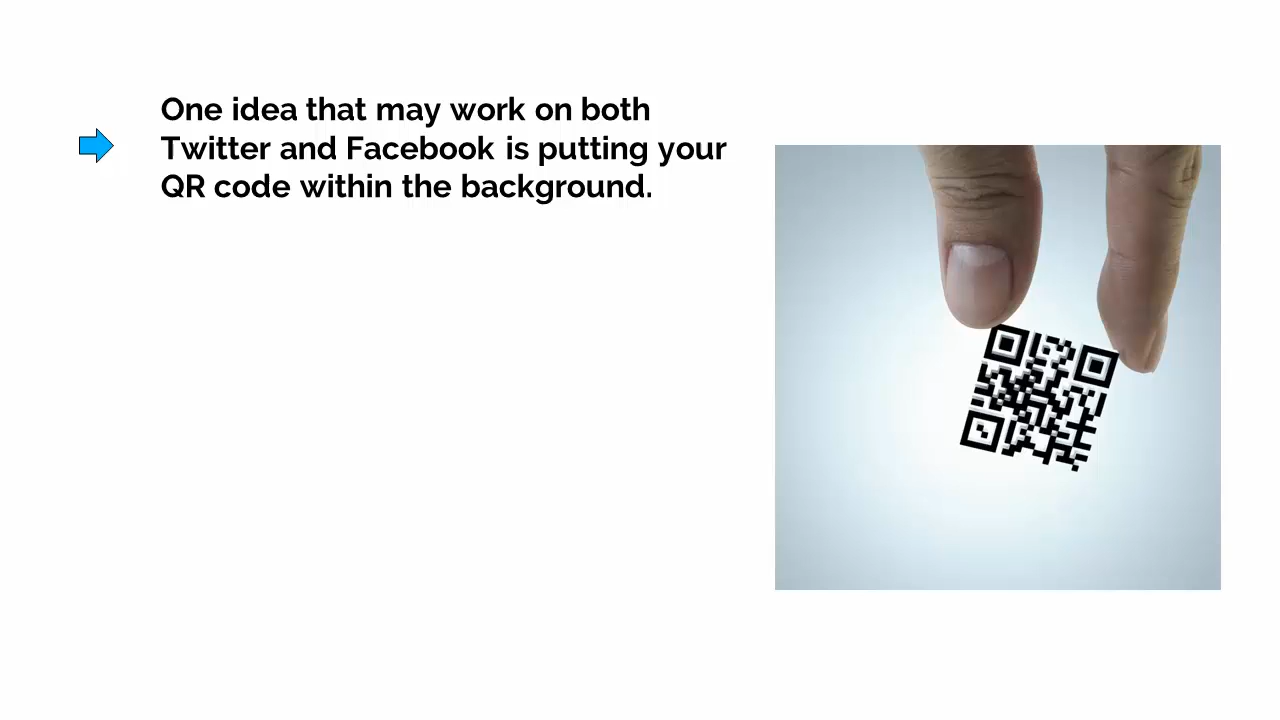 One idea that may work on both
Twitter and Facebook is putting your
QR code within the background.